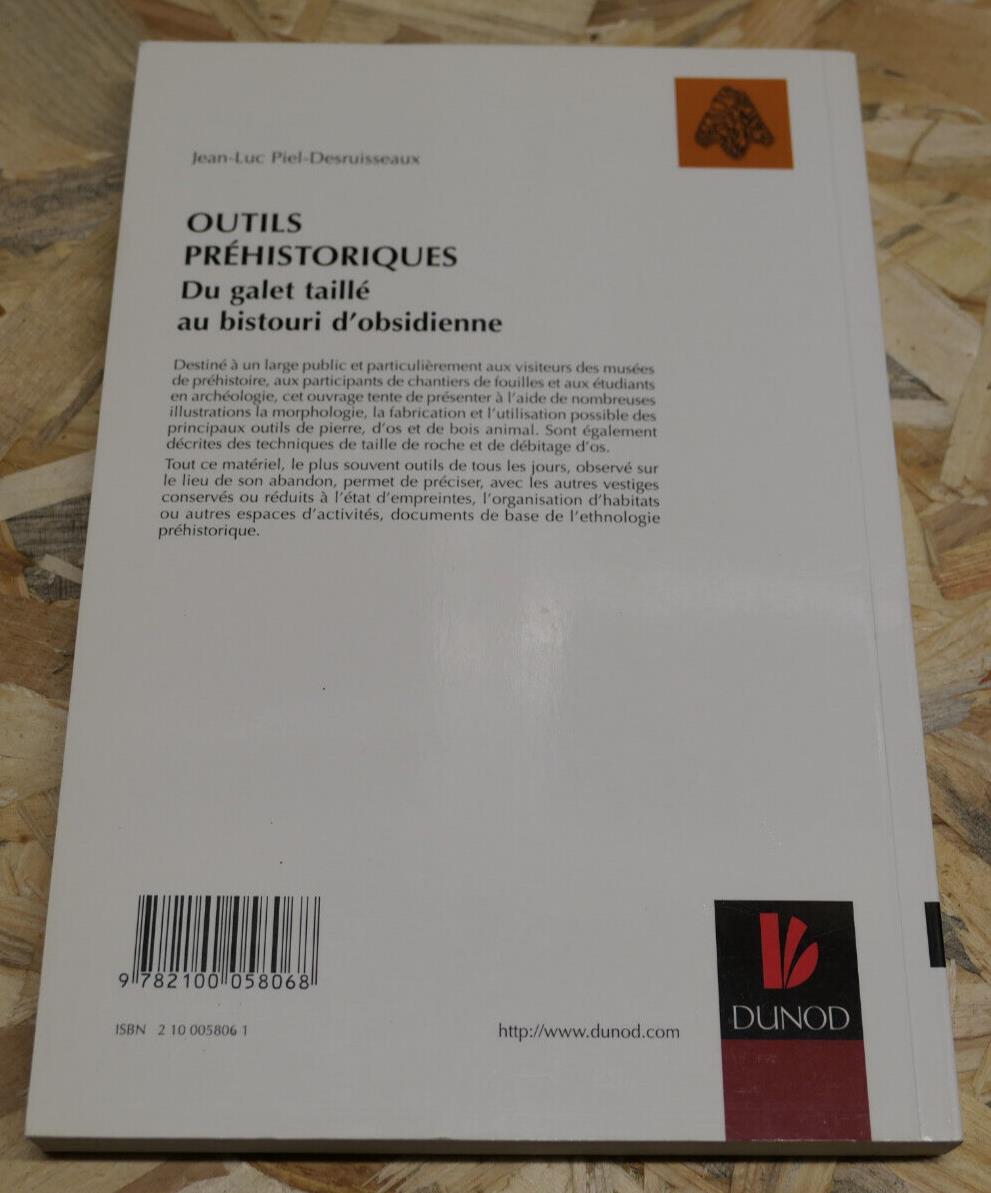 Jean-Luc Piel-Desruisseaux
OUTILS
PRÉHISTORIQUES
Du galet taillé
au bistouri d'obsidienne
Destiné à un large public et particulièrement aux visiteurs des musées
de préhistoire, aux participants de chantiers de fouilles et aux étudiants
en archéologie, cet ouvrage tente de présenter à l'aide de nombreuses
illustrations la morphologie, la fabrication et l'utilisation possible des
principaux outils de pierre, d'os et de bois animal. Sont également
décrites des techniques de taille de roche et de débitage d'os.
Tout ce matériel, le plus souvent outils de tous les jours, observé sur
le lieu de son abandon, permet de préciser, avec les autres vestiges
conservés ou réduits à l'état d'empreintes, l'organisation d'habitats
ou autres espaces d'activités, documents de base de l'ethnologie
préhistorique.
9 782100 058068
ISBN 2 10 005806 1
http://www.dunod.com
DUNOD